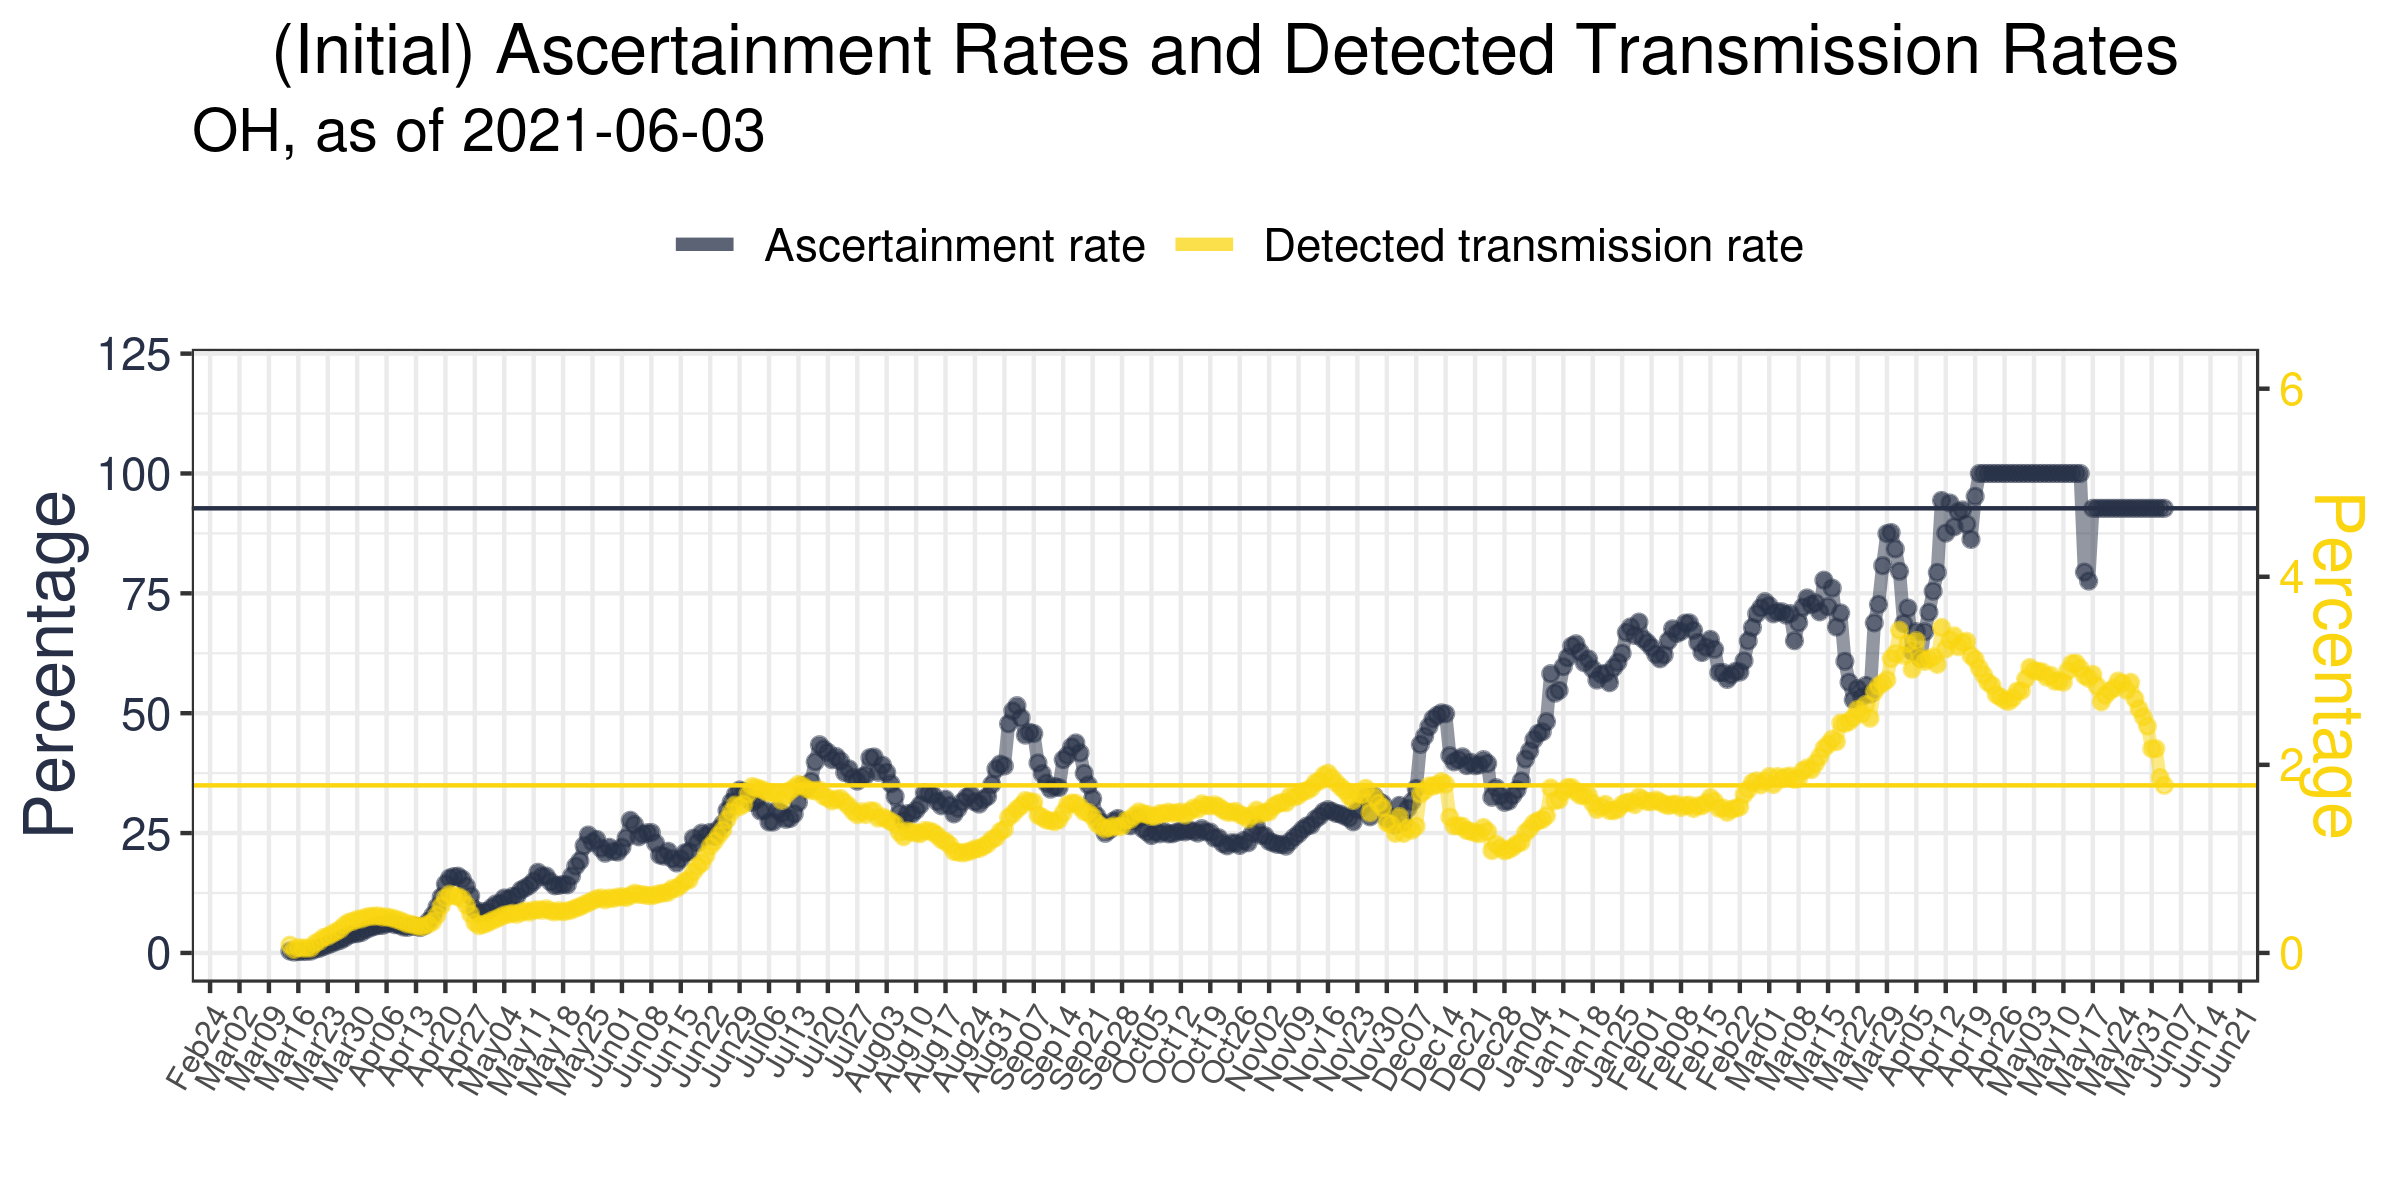 (Initial) Ascertainment Rates and Detected Transmission Rates
OH, as of 2021-06-03
Ascertainment rate
Detected transmission rate
Percentage
125
100
75
50
25
0
6
4
2
0
Percentage
Feb24
Mar02
Mar09
Mar16
Mar23
Mar30
Apr06
Apr13
Apr20
Apr27
May04
May11
May18
May25
Jun01
Jun08
Jun15
Jun22
Jun29
Jul06
Jul13
Jul20
Jul27
Aug03
Aug10
Aug17
Aug24
Aug31
Sep07
Sep14
Sep21
Sep28
Oct05
Oct12
Oct19
Oct26
Nov02
Nov09
Nov16
Nov23
Nov30
Dec07
Dec14
Dec21
Dec28
Jan04
Jan11
Jan18
Jan25
Feb01
Feb08
Feb15
Feb22
Mar01
Mar08
Mar15
Mar22
Mar29
Apr05
Apr12
Apr19
Apr26
May03
May10
May17
May24
May31
Jun07
Jun14
Jun21